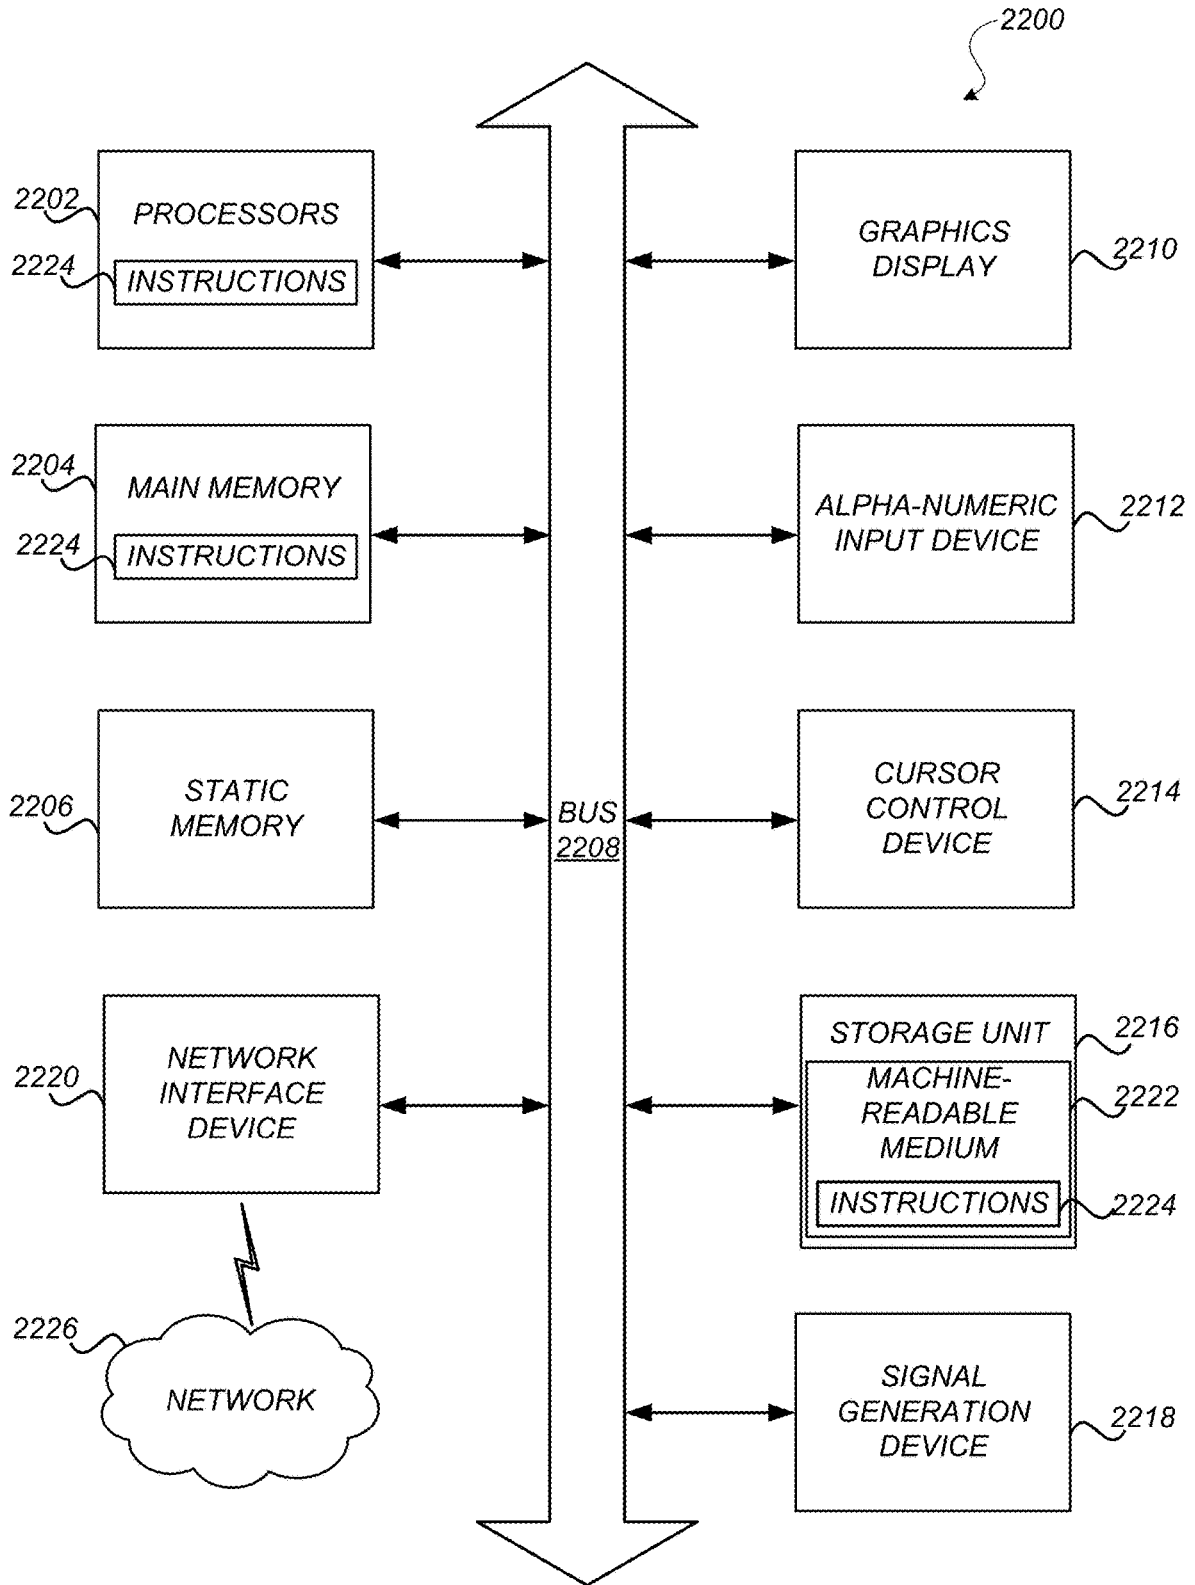 2200
2202
PROCESSORS
2224
INSTRUCTIONS
GRAPHICS
DISPLAY
2210
2204
MAIN MEMORY
2224
INSTRUCTIONS
ALPHA-NUMERIC
INPUT DEVICE
2212
2206
STATIC
MEMORY
BUS
2208
CURSOR
CONTROL
DEVICE
2214
2220
NETWORK
INTERFACE
DEVICE
STORAGE UNIT
2216
MACHINE-
READABLE
MEDIUM
2222
INSTRUCTIONS
2224
2226
NETWORK
SIGNAL
GENERATION
DEVICE
2218